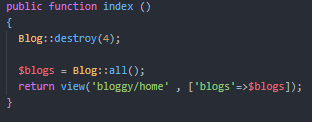 public function index ()
{
Blog::destroy(4);
$blogs = Blog::all();
return view('bloggy/home' , ['blogs'=>$blogs]);
}